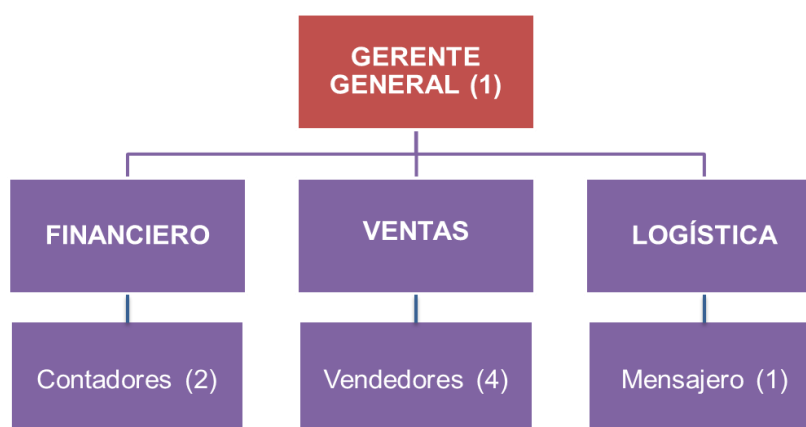 GERENTE
GENERAL (1)
FINANCIERO
VENTAS
LOGÍSTICA
Contadores (2)
Vendedores (4)
Mensajero (1)